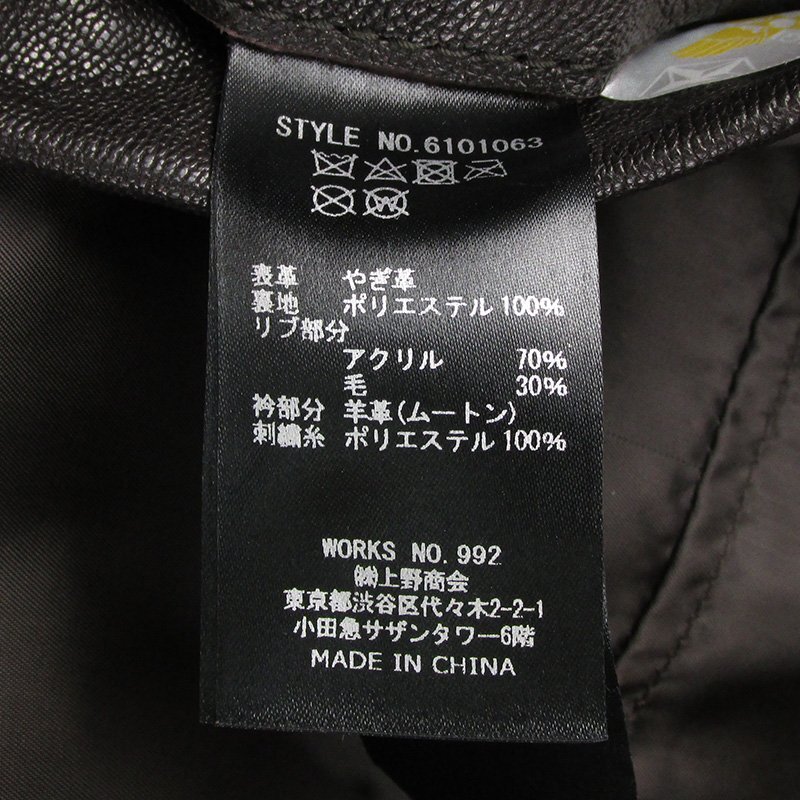 STYLE NO.6101063
表革 やぎ革
裏地 ポリエステル 100%
リブ部分
アクリル 70%
毛 30%
衿部分 羊革(ムートン)
刺繍糸 ポリエステル 100%
WORKS NO. 992
㈱上野商会
東京都渋谷区代々木2-2-1
小田急サザンタワー6階
MADE IN CHINA